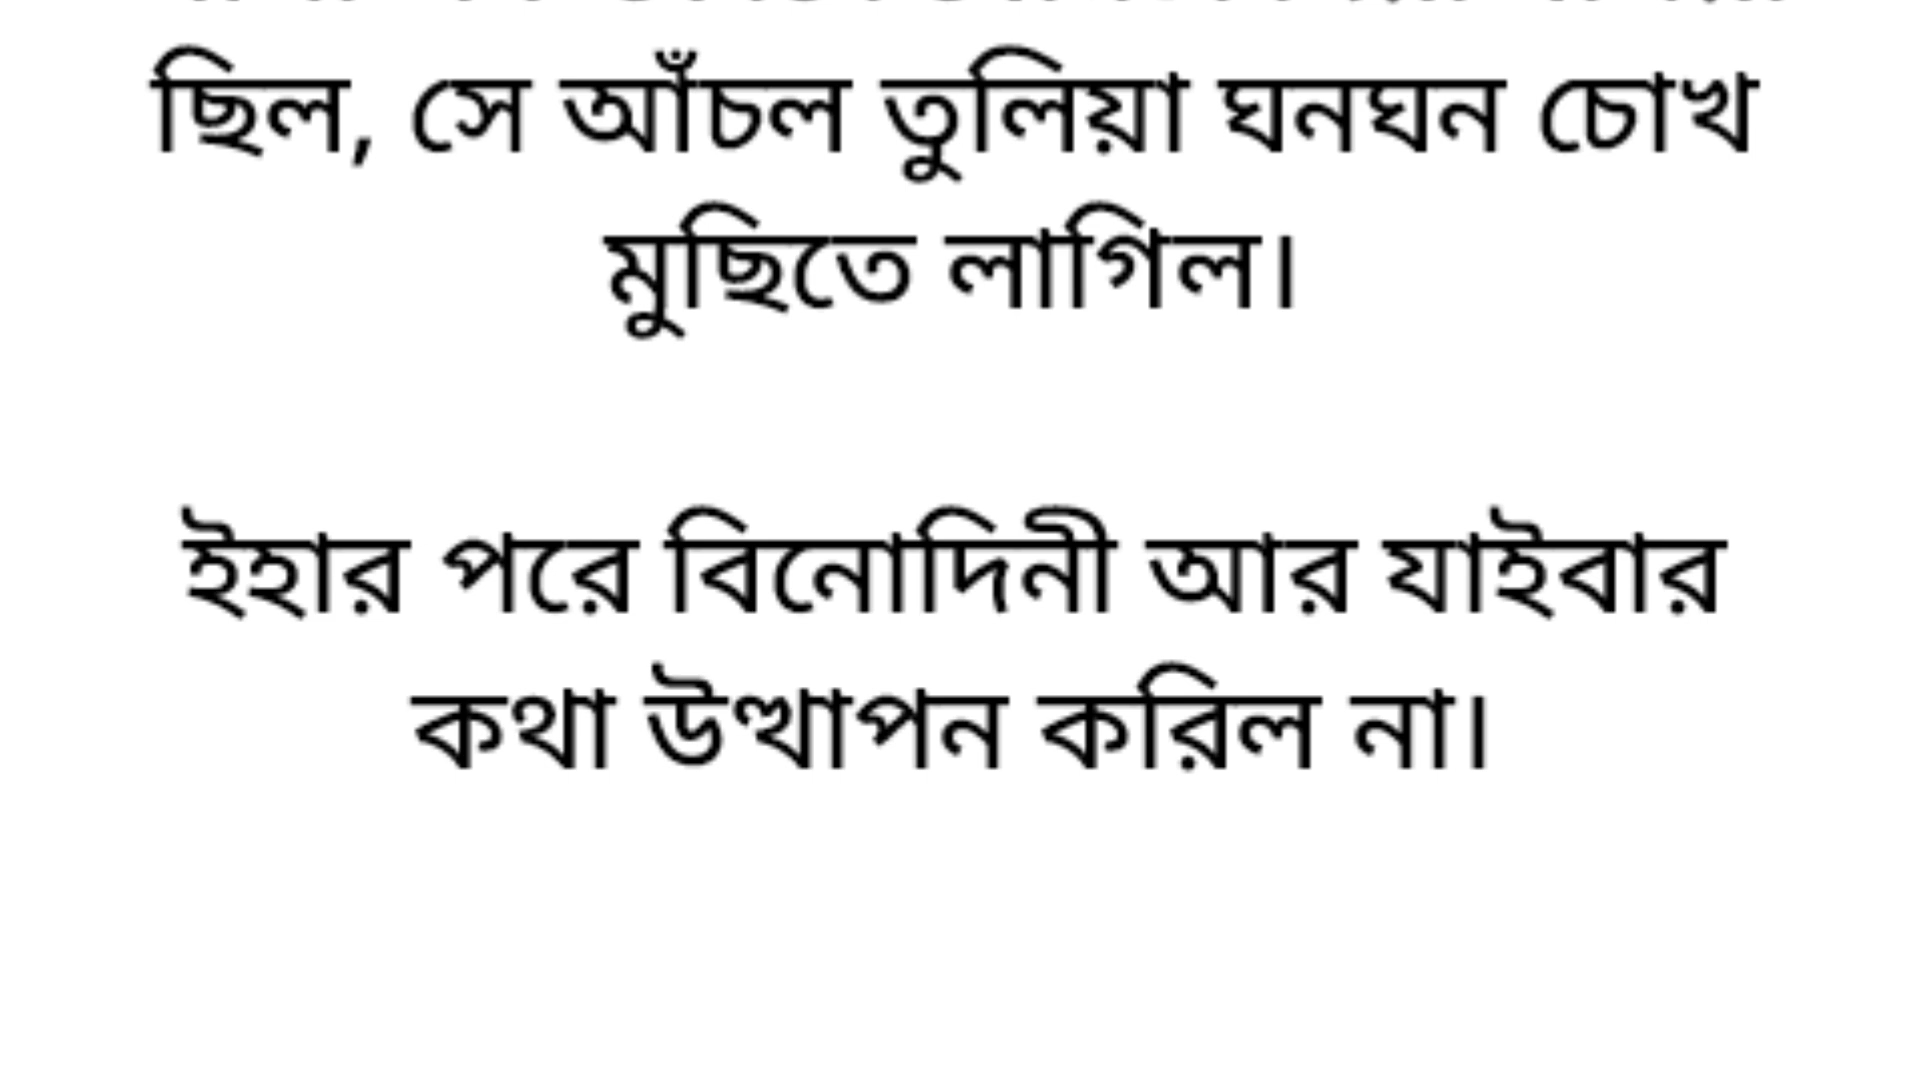 ছিল, সে আঁচল তুলিয়া ঘনঘন চোখ
মুছিতে লাগিল।
ইহার পরে বিনোদিনী আর যাইবার
কথা উত্থাপন করিল না।